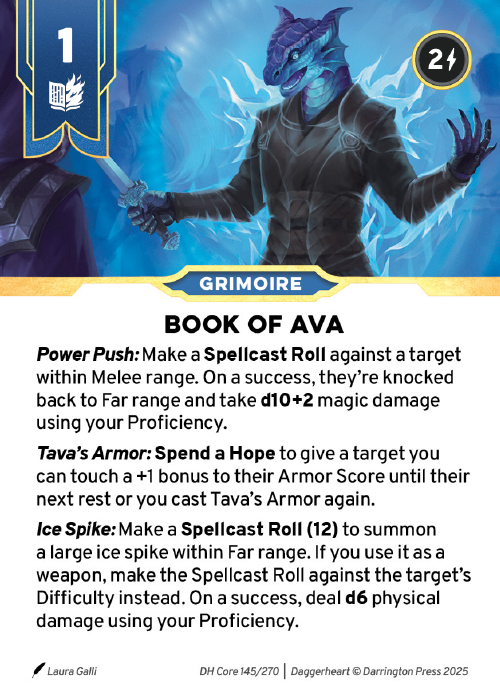 1
2
GRIMOIRE
BOOK OF AVA
Power Push: Make a Spellcast Roll against a target
within Melee range. On a success, they’re knocked
back to Far range and take d10+2 magic damage
using your Proficiency.
Tava’s Armor: Spend a Hope to give a target you
can touch a +1 bonus to their Armor Score until their
next rest or you cast Tava’s Armor again.
Ice Spike: Make a Spellcast Roll (12) to summon
a large ice spike within Far range. If you use it as a
weapon, make the Spellcast Roll against the target’s
Difficulty instead. On a success, deal d6 physical
damage using your Proficiency.
Laura Galli
DH Core 145/270 | Daggerheart © Darrington Press 2025